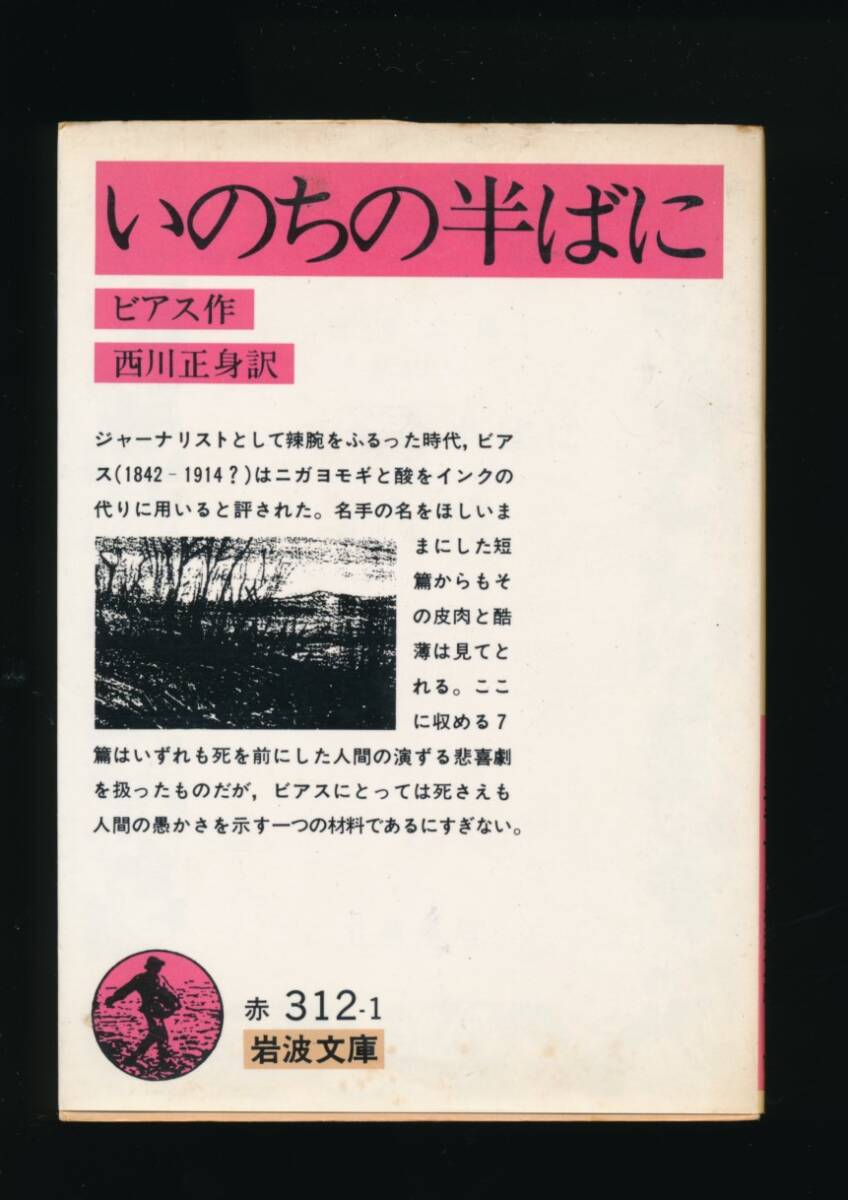 いのちの半ばに
ビアス作
西川正身訳
ジャーナリストとして辣腕をふるった時代，ビア
ス(1842‐1914？)はニガヨモギと酸をインクの
代りに用いると評された。名手の名をほしいま
まにした短
篇からもそ
の皮肉と酷
薄は見てと
れる。ここ
に収める7
篇はいずれも死を前にした人間の演ずる悲喜劇
を扱ったものだが，ビアスにとっては死さえも
人間の愚かさを示す一つの材料であるにすぎない。
赤 312-1
岩波文庫